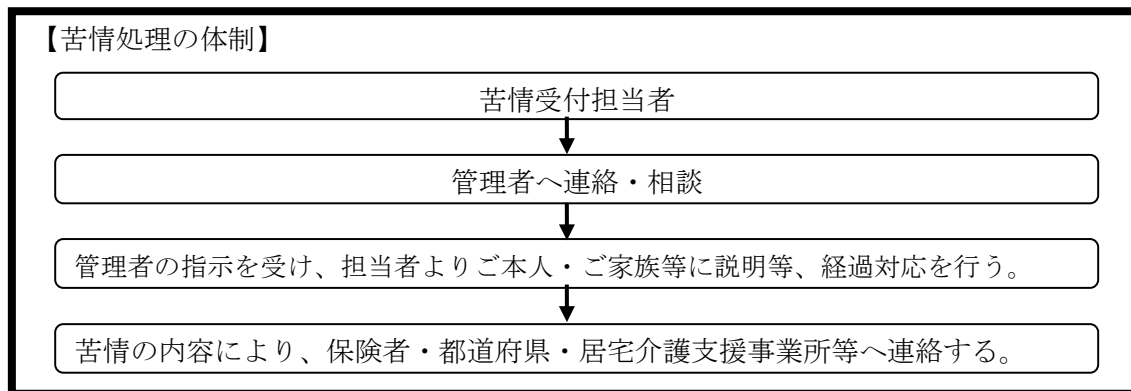 【苦情処理の体制】
苦情受付担当者
管理者へ連絡・相談
管理者の指示を受け、担当者よりご本人・ご家族等に説明等、経過対応を行う。
苦情の内容により、保険者・都道府県・居宅介護支援事業所等へ連絡する。